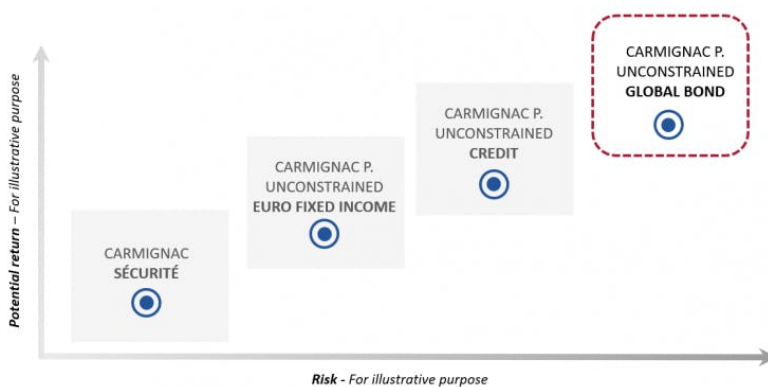 CARMIGNAC P.
UNCONSTRAINED
GLOBAL BOND
CARMIGNAC P.
UNCONSTRAINED
CREDIT
CARMIGNAC P.
UNCONSTRAINED
EURO FIXED INCOME
CARMIGNAC
SÉCURITÉ
Potential return – For illustrative purpose
Risk - For illustrative purpose